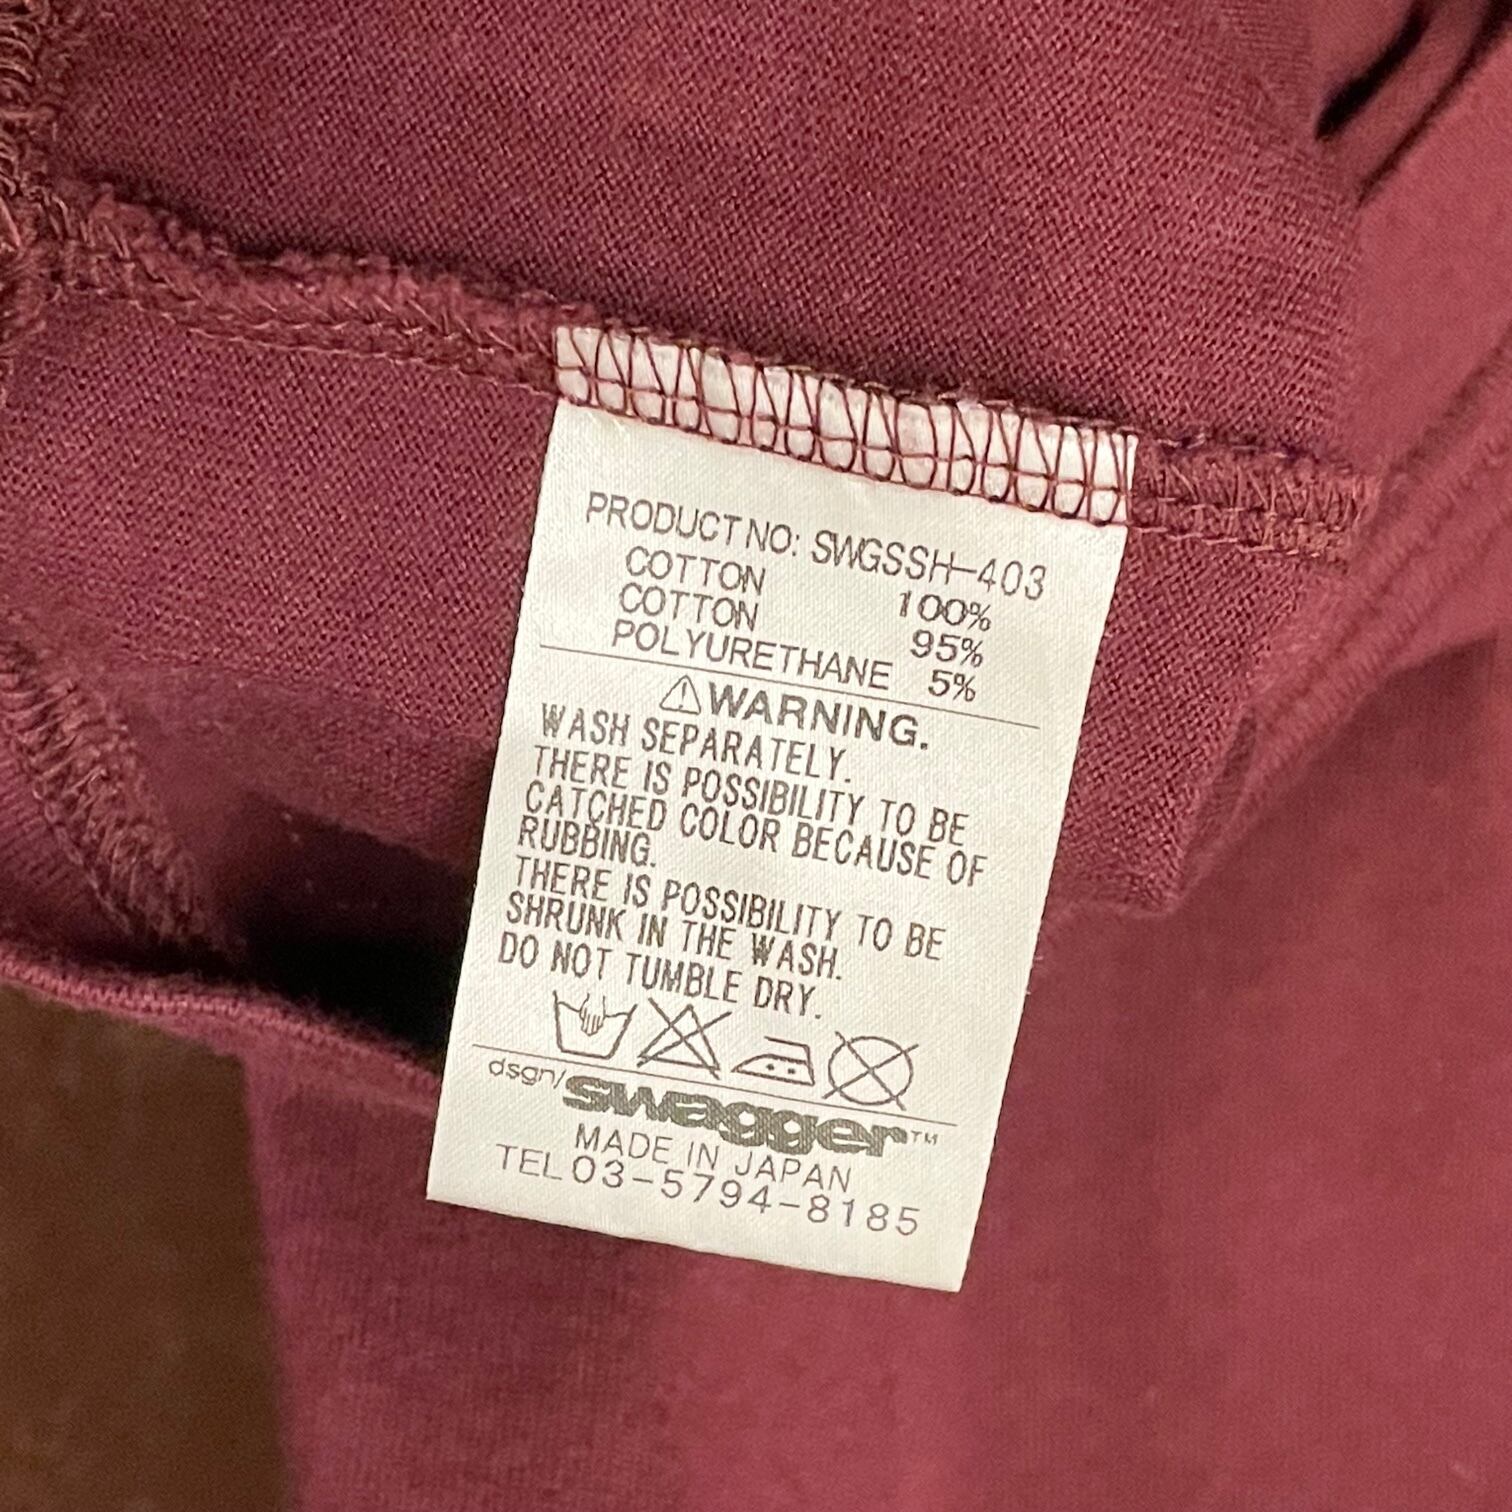 PRODUCT NO: SWGSSH-403
COTTON 100%
COTTON 95%
POLYURETHANE 5%
WARNING.
WASH SEPARATELY.
THERE IS POSSIBILITY TO BE
CATCHED COLOR BECAUSE OF
RUBBING.
THERE IS POSSIBILITY TO BE
SHRUNK IN THE WASH.
DO NOT TUMBLE DRY.
dsgn/swagger™
MADE IN JAPAN
TEL 03-5794-8185